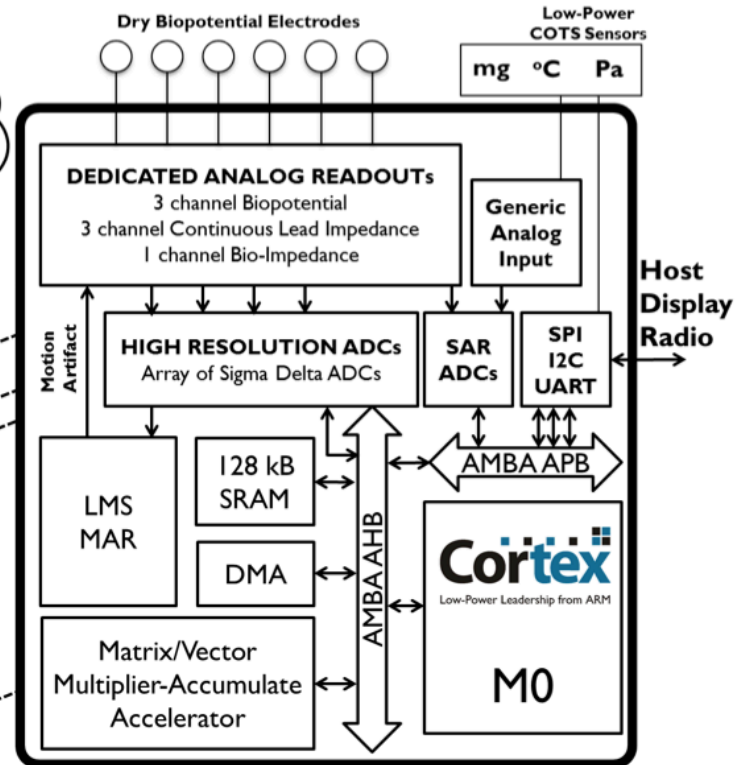 Dry Biopotential Electrodes
Low-Power
COTS Sensors
mg °C Pa
DEDICATED ANALOG READOUTs
3 channel Biopotential
3 channel Continuous Lead Impedance
1 channel Bio-Impedance
Generic
Analog
Input
Host
Display
Radio
Motion
Artifact
HIGH RESOLUTION ADCs
Array of Sigma Delta ADCs
SAR
ADCs
SPI
I2C
UART
LMS
MAR
128 kB
SRAM
AMBA APB
DMA
AMBA AHB
Cortex
Low-Power Leadership from ARM
M0
Matrix/Vector
Multiplier-Accumulate
Accelerator